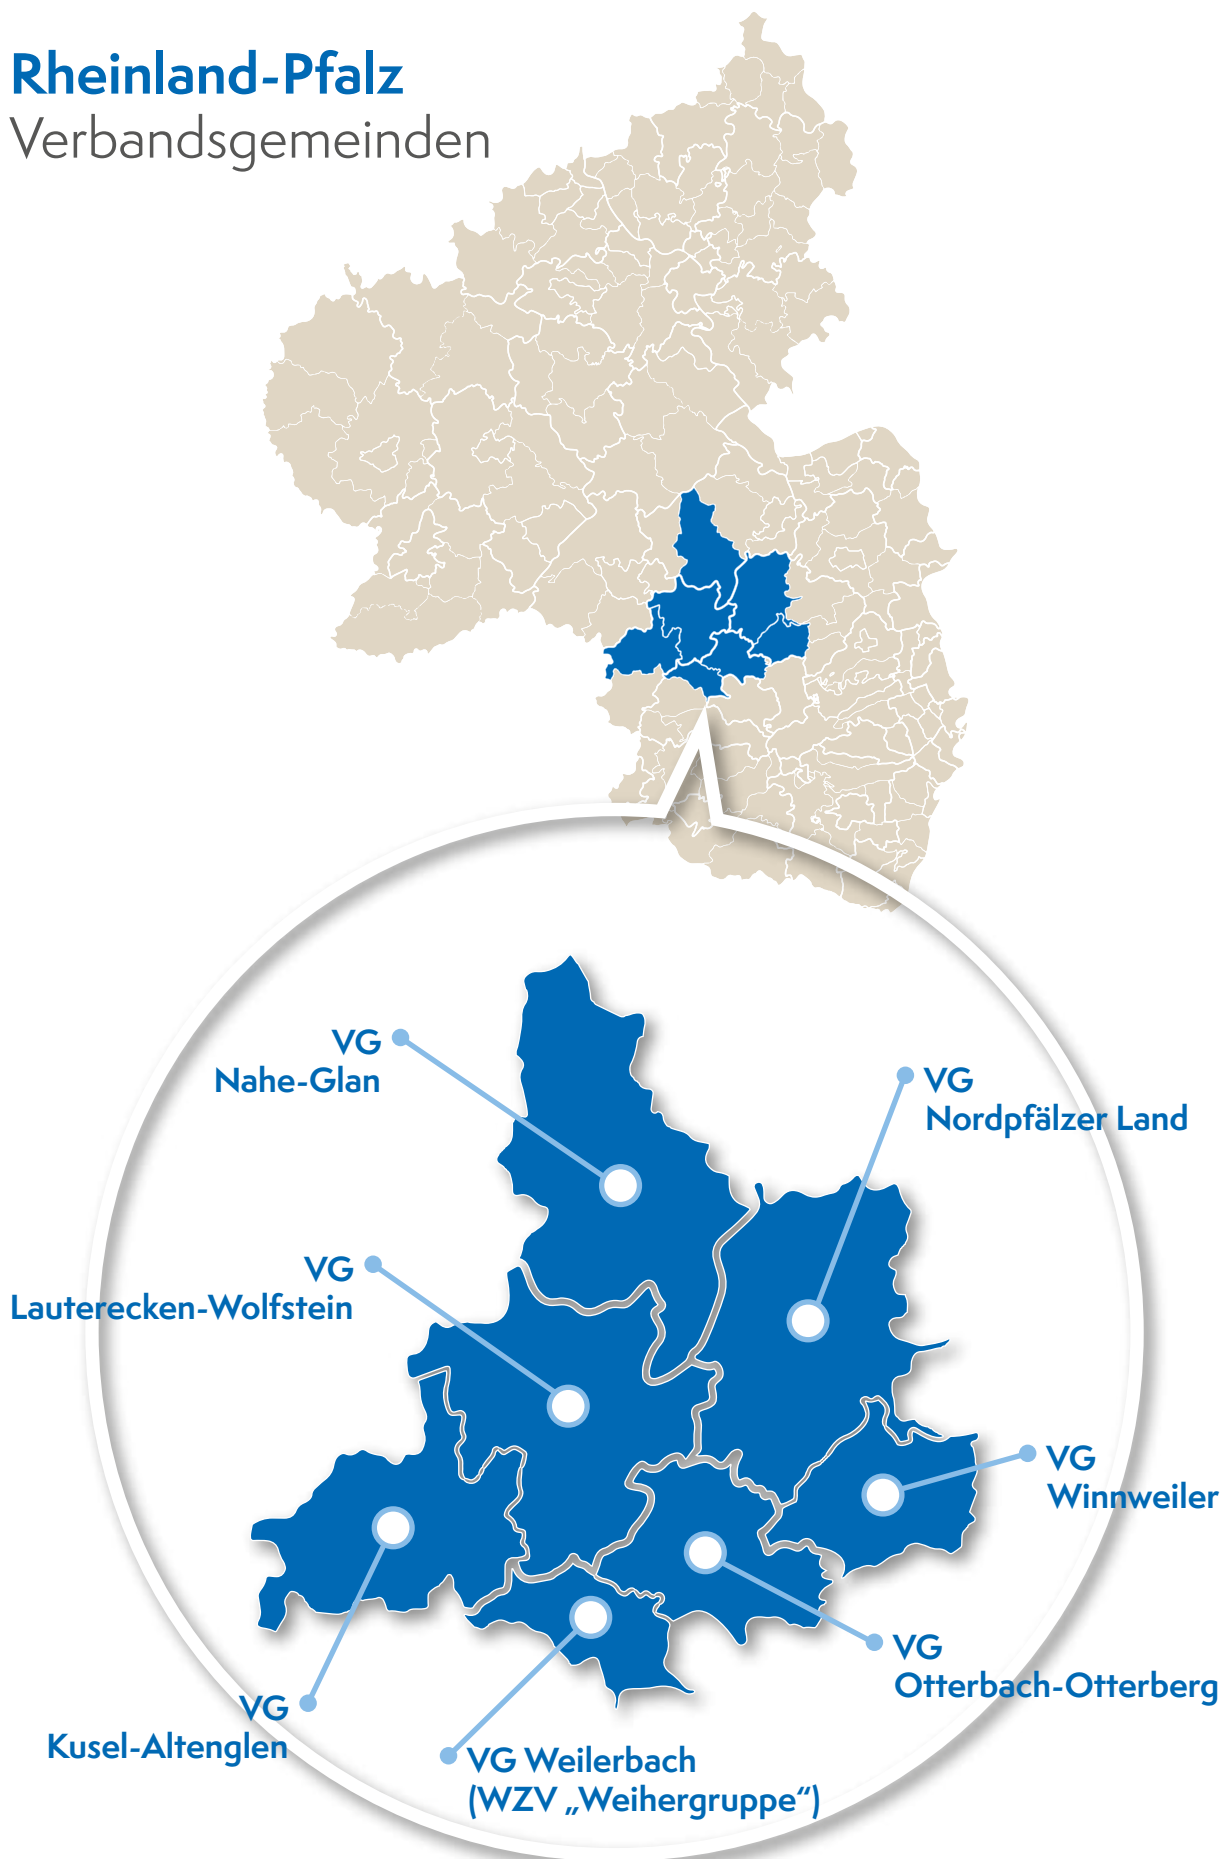 Rheinland-Pfalz
Verbandsgemeinden
VG
Nahe-Glan
VG
Nordpfälzer Land
VG
Lauterecken-Wolfstein
VG
Winnweiler
VG
Otterbach-Otterberg
VG
Kusel-Altenglen
VG Weilerbach
(WZV „Weihergruppe“)